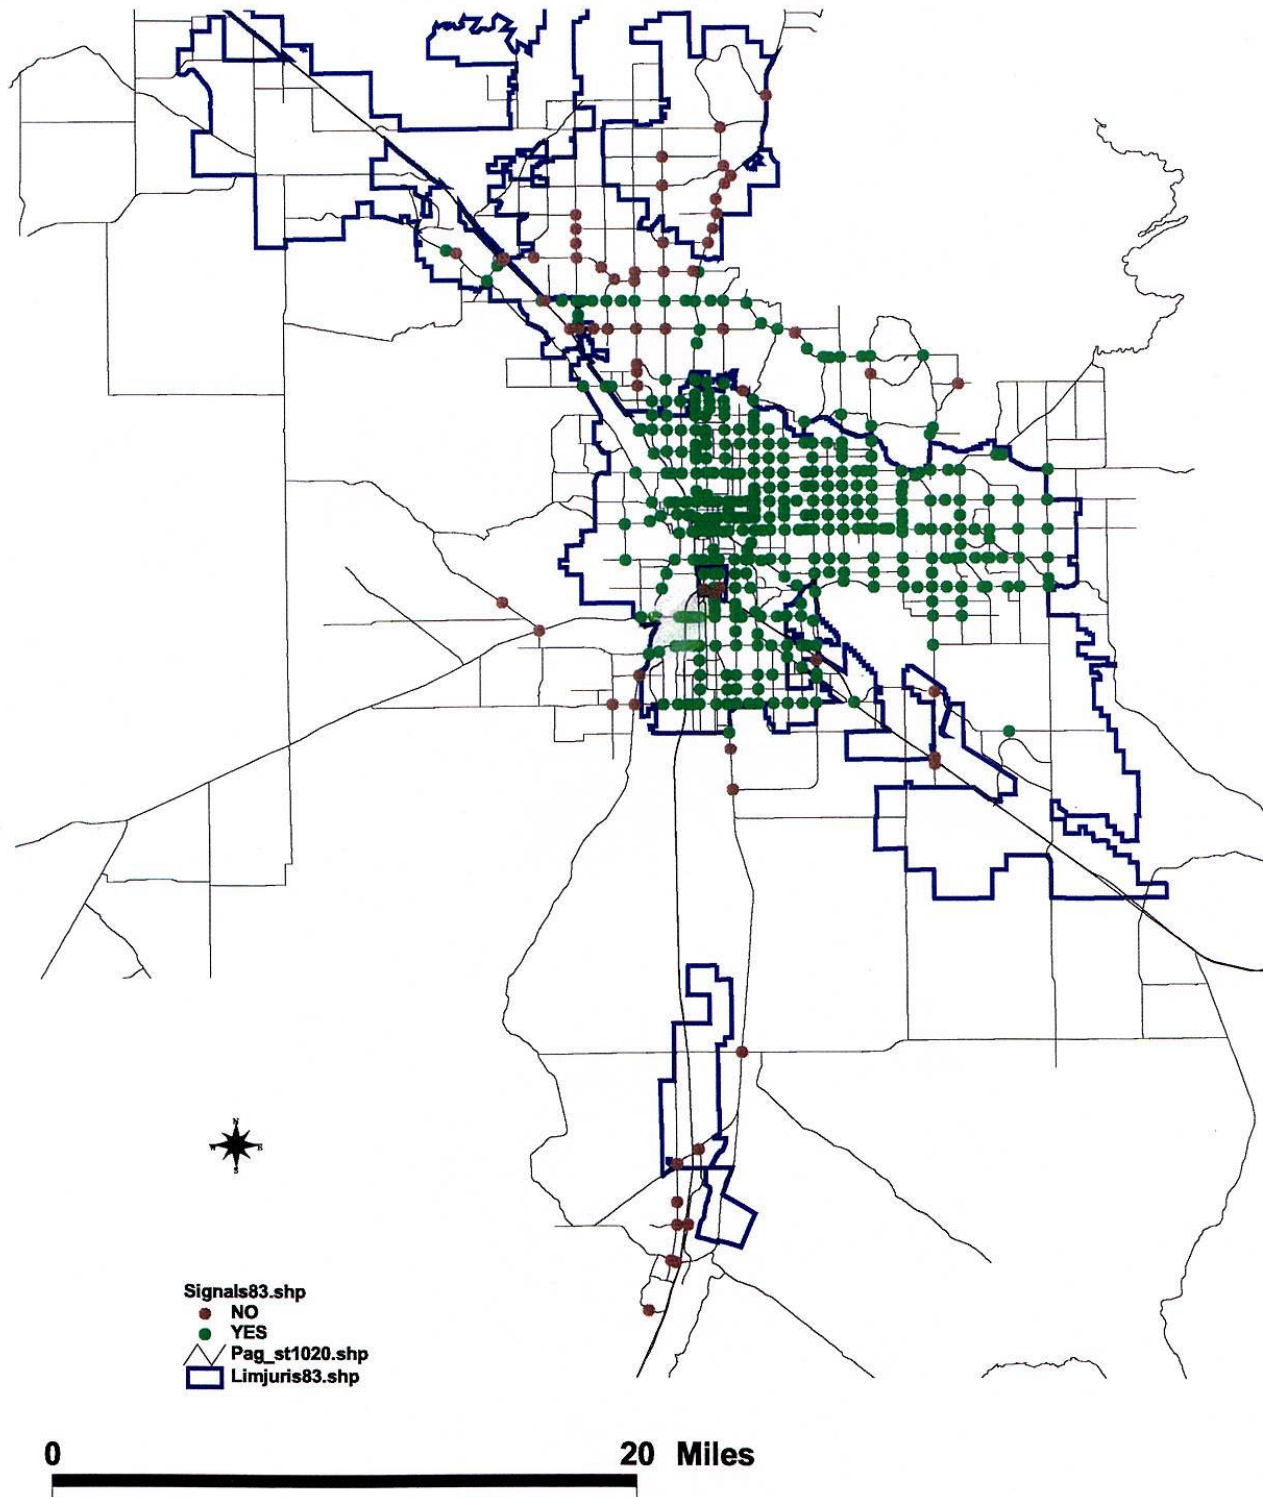 N
W E
S
Signals83.shp
NO
YES
Pag_st1020.shp
Limjuris83.shp
0 20 Miles